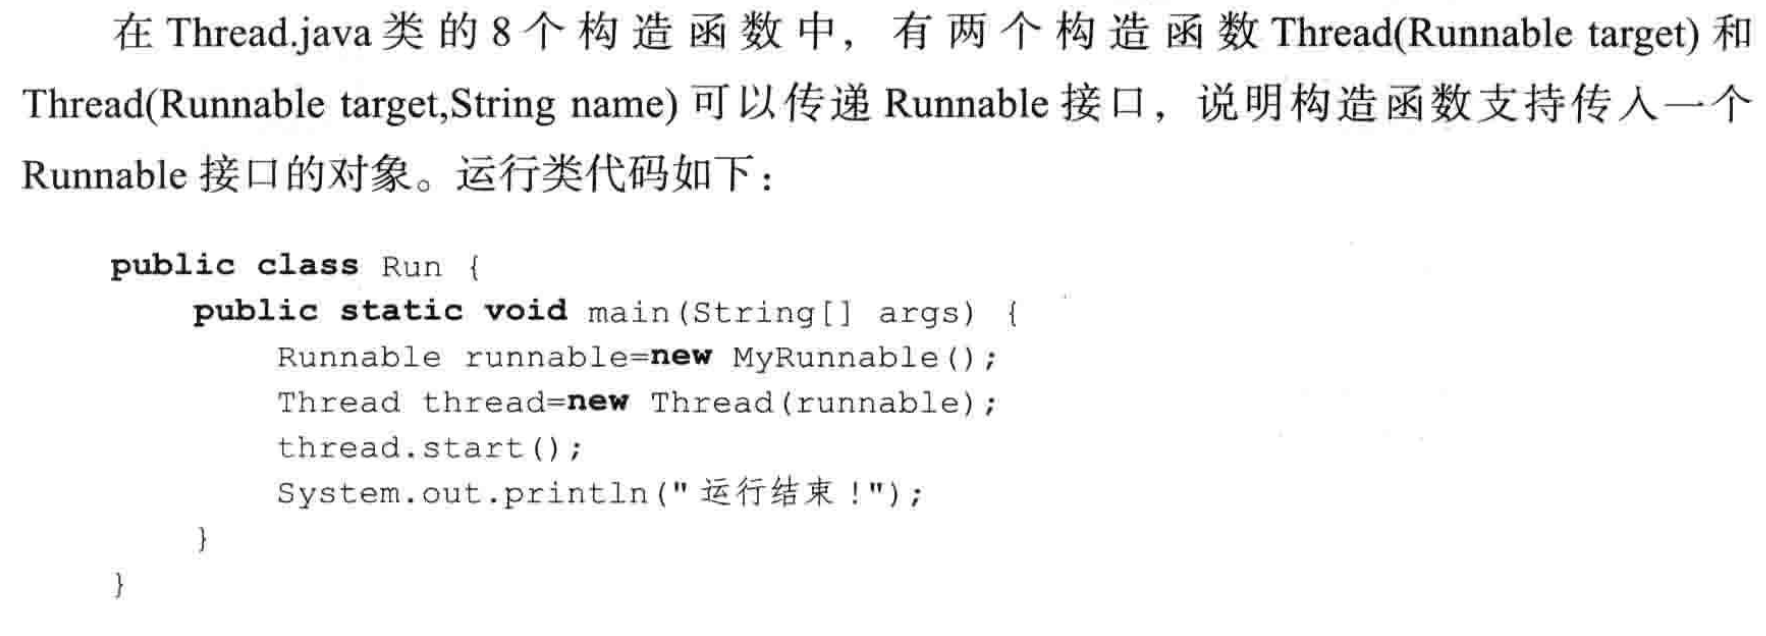 在 Thread.java 类的 8 个构造函数中，有两个构造函数 Thread(Runnable target) 和
Thread(Runnable target,String name) 可以传递 Runnable 接口，说明构造函数支持传入一个
Runnable 接口的对象。运行类代码如下：
public class Run {
public static void main(String[] args) {
Runnable runnable=new MyRunnable();
Thread thread=new Thread(runnable);
thread.start();
System.out.println("运行结束!");
}
}